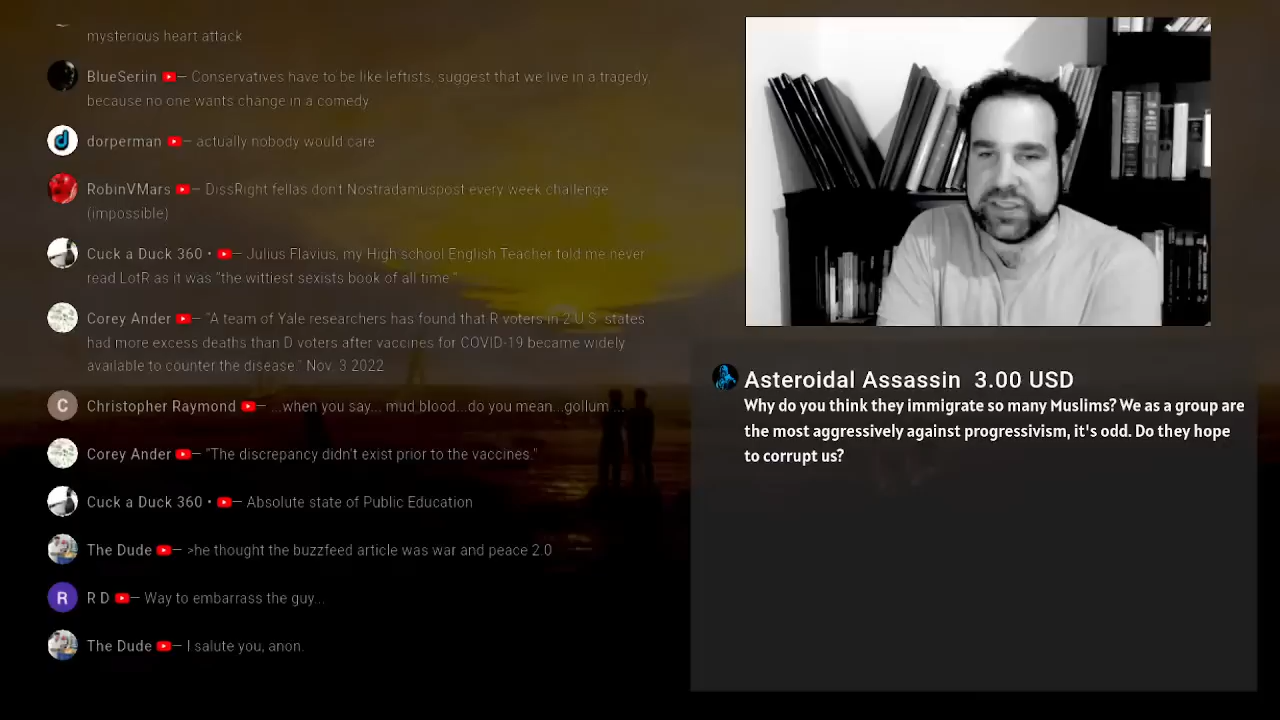 mysterious heart attack
BlueSeriin — Conservatives have to be like leftists, suggest that we live in a tragedy,
because no one wants change in a comedy
dorperman — actually nobody would care
RobinVMars — DissRight fellas don't Nostradamuspost every week challenge
(impossible)
Cuck a Duck 360 • — Julius Flavius, my High school English Teacher told me never
read LotR as it was "the wittiest sexists book of all time "
Corey Ander — "A team of Yale researchers has found that R voters in 2 U.S. states
had more excess deaths than D voters after vaccines for COVID-19 became widely
available to counter the disease." Nov. 3 2022
C
Christopher Raymond — ...when you say... mud blood...do you mean...gollum ...
Corey Ander — "The discrepancy didn't exist prior to the vaccines."
Cuck a Duck 360 • — Absolute state of Public Education
The Dude — >he thought the buzzfeed article was war and peace 2.0
R
R D — Way to embarrass the guy...
The Dude — I salute you, anon.
Asteroidal Assassin 3.00 USD
Why do you think they immigrate so many Muslims? We as a group are
the most aggressively against progressivism, it's odd. Do they hope
to corrupt us?